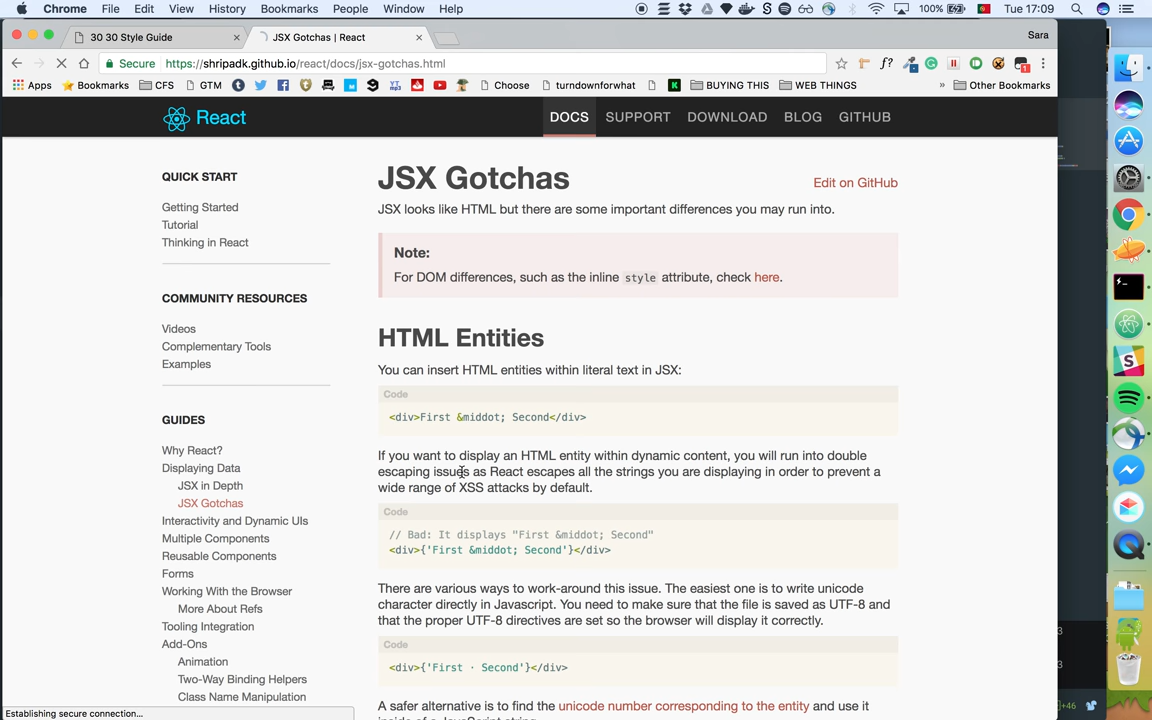 Chrome File Edit View History Bookmarks People Window Help 100% Tue 17:09
30 30 Style Guide × JSX Gotchas | React × Sara
Secure https://shripadk.github.io/react/docs/jsx-gotchas.html f?
Apps Bookmarks CFS GTM Choose turndownforwhat BUYING THIS WEB THINGS » Other Bookmarks
React DOCS SUPPORT DOWNLOAD BLOG GITHUB
QUICK START
Getting Started
Tutorial
Thinking in React
COMMUNITY RESOURCES
Videos
Complementary Tools
Examples
GUIDES
Why React?
Displaying Data
JSX in Depth
JSX Gotchas
Interactivity and Dynamic UIs
Multiple Components
Reusable Components
Forms
Working With the Browser
More About Refs
Tooling Integration
Add-Ons
Animation
Two-Way Binding Helpers
Class Name Manipulation
JSX Gotchas
Edit on GitHub
JSX looks like HTML but there are some important differences you may run into.
Note:
For DOM differences, such as the inline style attribute, check here.
HTML Entities
You can insert HTML entities within literal text in JSX:
Code
<div>First &middot; Second</div>
If you want to display an HTML entity within dynamic content, you will run into double
escaping issues as React escapes all the strings you are displaying in order to prevent a
wide range of XSS attacks by default.
Code
// Bad: It displays "First &middot; Second"
<div>{'First &middot; Second'}</div>
There are various ways to work-around this issue. The easiest one is to write unicode
character directly in Javascript. You need to make sure that the file is saved as UTF-8 and
that the proper UTF-8 directives are set so the browser will display it correctly.
Code
<div>{'First · Second'}</div>
A safer alternative is to find the unicode number corresponding to the entity and use it
Establishing secure connection...
+46